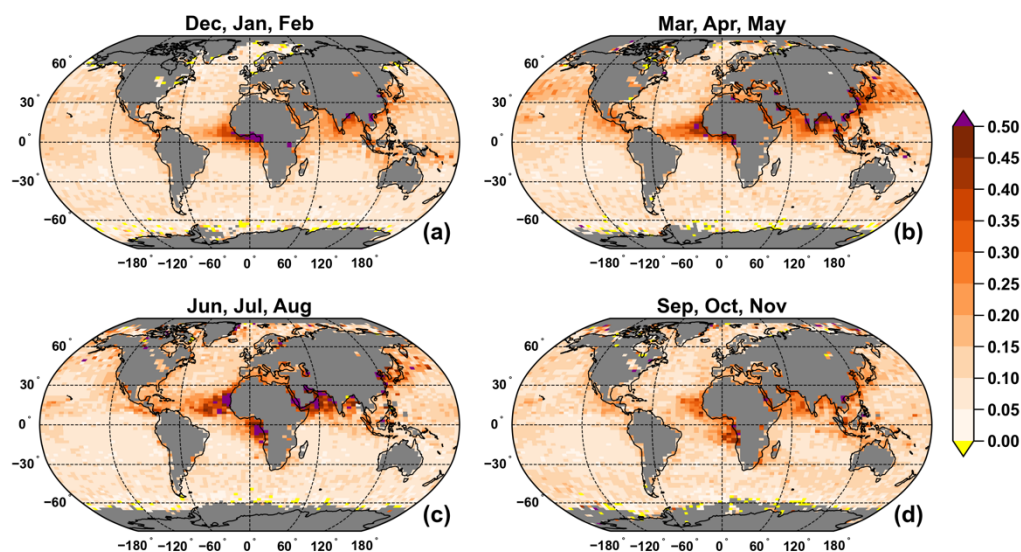 Dec, Jan, Feb
Mar, Apr, May
60°
30°
0°
−30°
−60°
(a)
−180° −120° −60° 0° 60° 120° 180°
60°
30°
0°
−30°
−60°
(b)
−180° −120° −60° 0° 60° 120° 180°
0.50
0.45
0.40
0.35
0.30
0.25
0.20
0.15
0.10
0.05
0.00
Jun, Jul, Aug
Sep, Oct, Nov
60°
30°
0°
−30°
−60°
(c)
−180° −120° −60° 0° 60° 120° 180°
60°
30°
0°
−30°
−60°
(d)
−180° −120° −60° 0° 60° 120° 180°